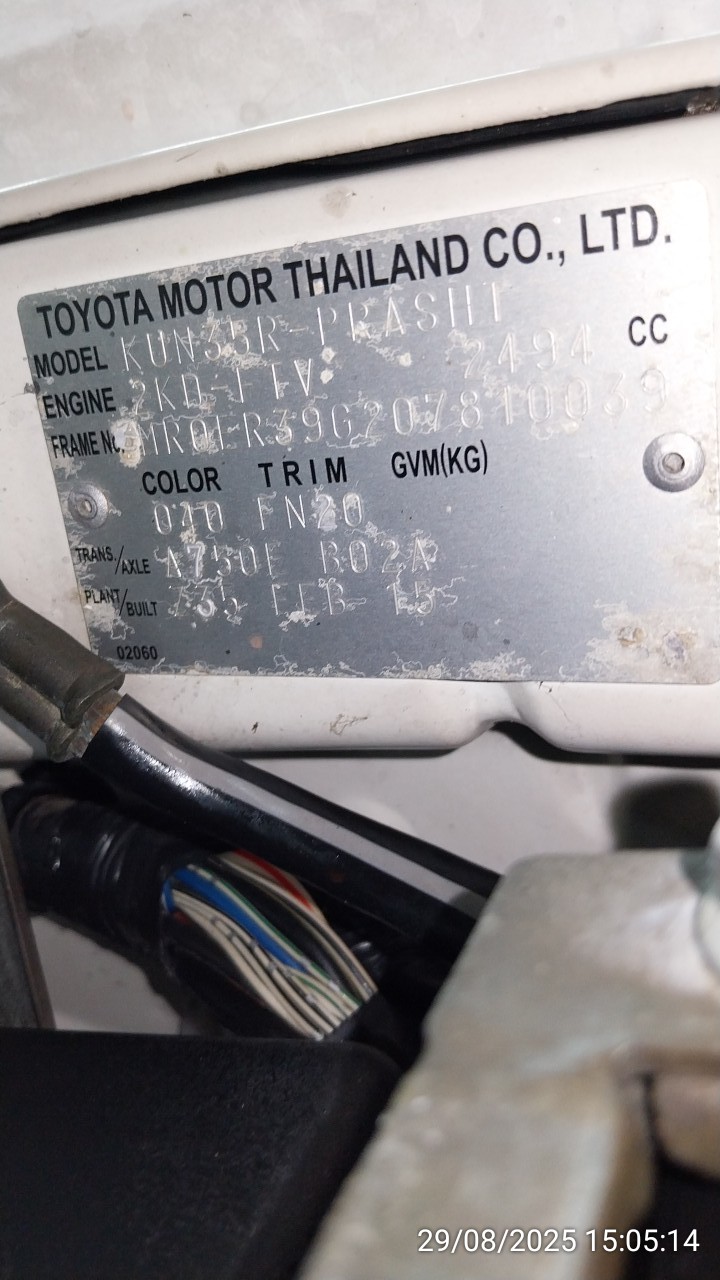 TOYOTA MOTOR THAILAND CO., LTD.
MODEL KUN35R-PRASHT
ENGINE 2KD-FTV 2494 CC
FRAME No. MR0ER39G207810039
COLOR TRIM GVM(KG)
040 FN20
TRANS./AXLE A750E B02A
PLANT/BUILT FEB 15
02060
29/08/2025 15:05:14